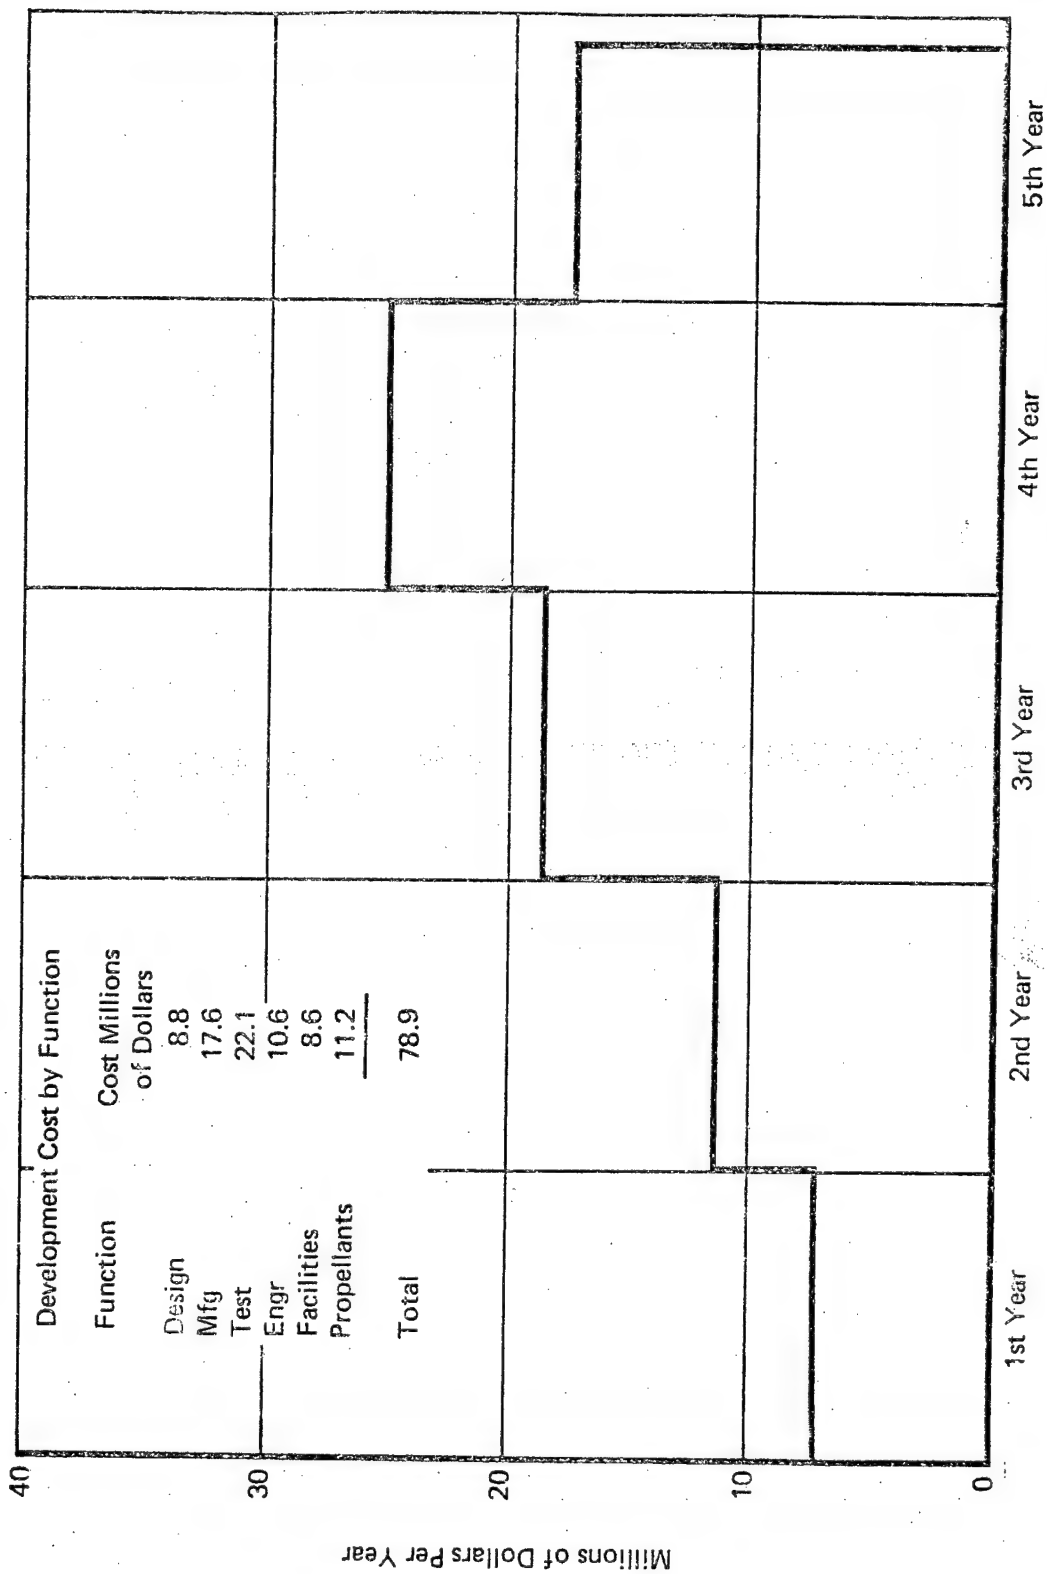 Development Cost by Function
Function Cost Millions of Dollars
Design 8.8
Mfg 17.6
Test 22.1
Engr 10.6
Facilities 8.6
Propellants 11.2
Total 78.9
Millions of Dollars Per Year
40
30
20
10
0
1st Year 2nd Year 3rd Year 4th Year 5th Year